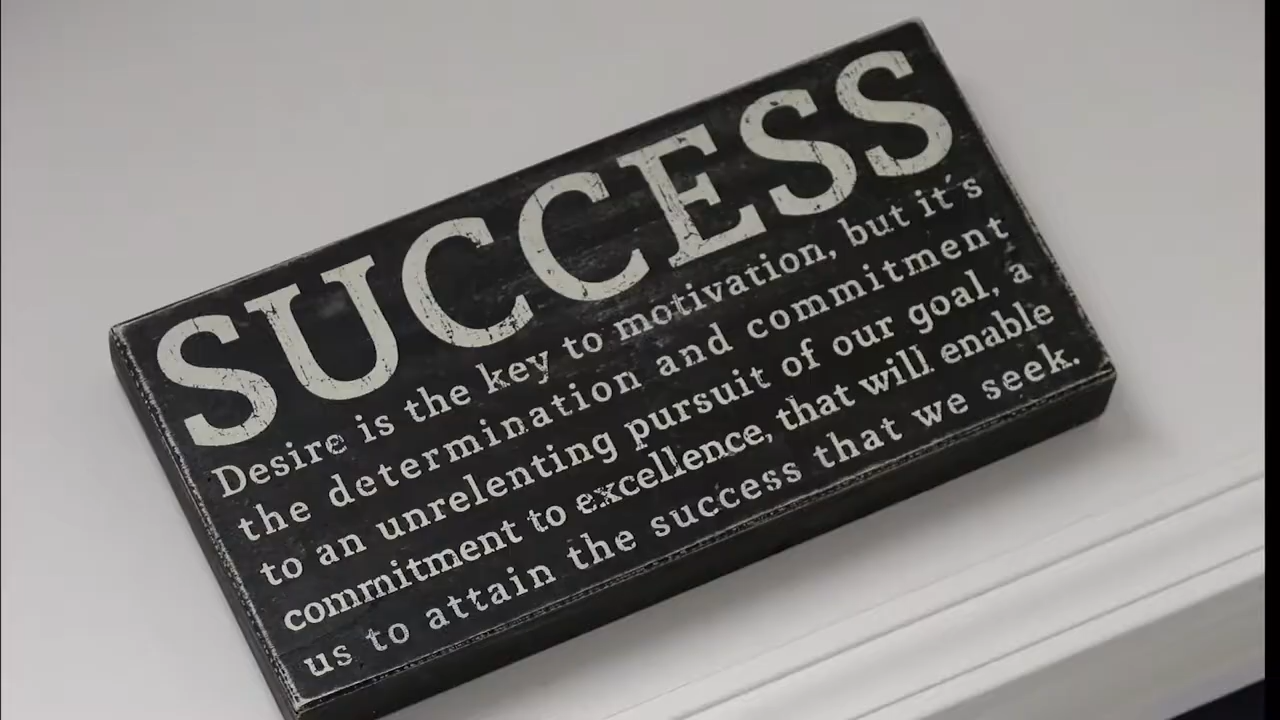 SUCCESS
Desire is the key to motivation, but it´s
the determination and commitment
to an unrelenting pursuit of our goal, a
commitment to excellence, that will enable
us to attain the success that we seek.